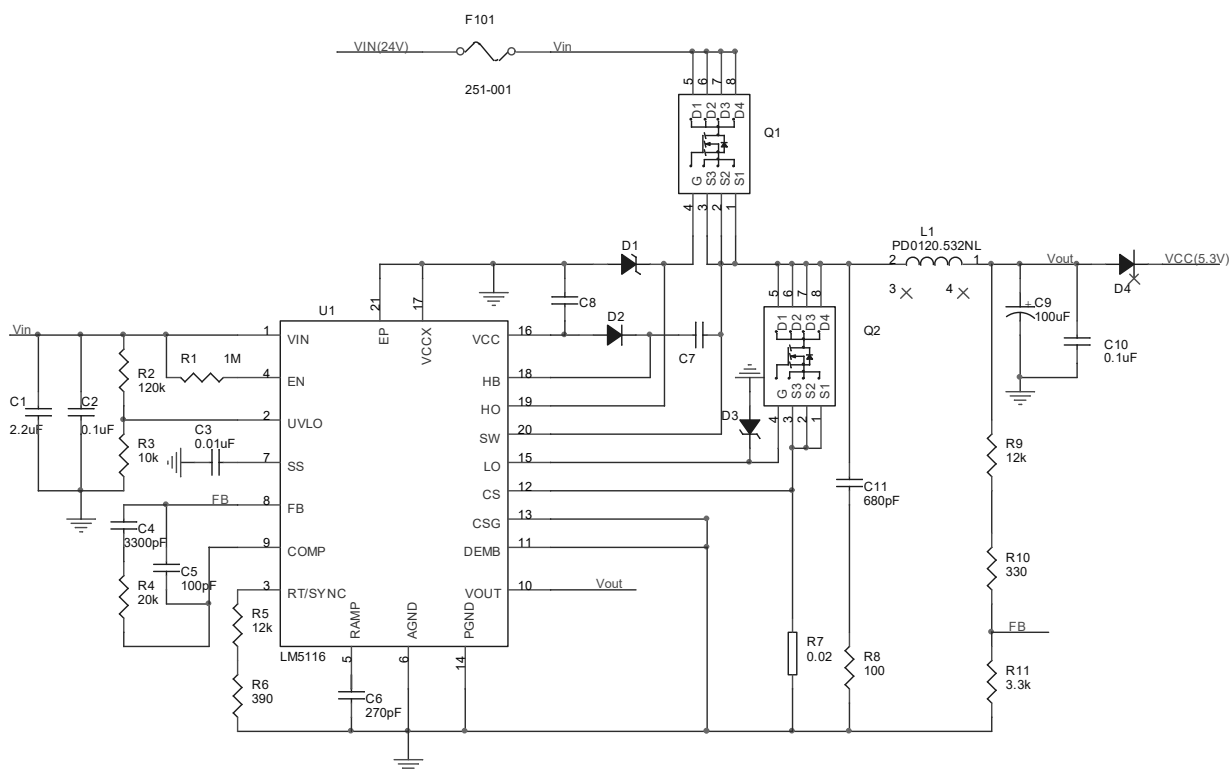 F101
VIN(24V)
Vin
251-001
5
6
7
8
D1
D2
D3
D4
Q1
G
S3
S2
S1
4
3
2
1
L1
PD0120.532NL
2
1
Vout
VCC(5.3V)
3
4
D4
D1
21
17
C8
U1
EP
VCCX
5
6
7
8
D1
D2
D3
D4
Q2
G
S3
S2
S1
4
3
2
1
C9
100uF
C10
0.1uF
Vin
1
VIN
VCC
16
D2
C7
R1
1M
4
EN
HB
18
R2
120k
HO
19
C1
2.2uF
C2
0.1uF
2
UVLO
SW
20
D3
R3
10k
C3
0.01uF
7
SS
LO
15
R9
12k
FB
8
FB
CS
12
C11
680pF
C4
3300pF
CSG
13
9
COMP
DEMB
11
C5
100pF
R4
20k
R10
330
3
RT/SYNC
VOUT
10
Vout
R5
12k
RAMP
AGND
PGND
FB
LM5116
5
6
14
R7
0.02
R8
100
R11
3.3k
R6
390
C6
270pF